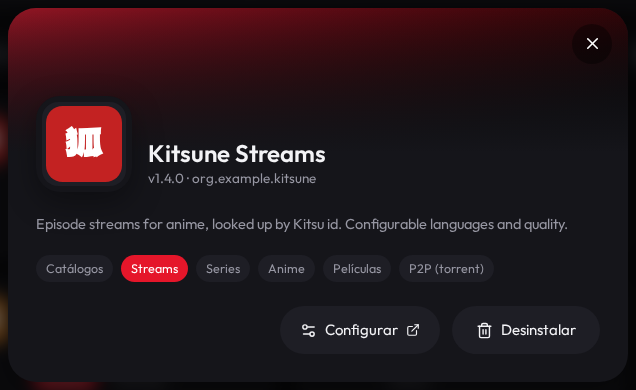 狐
Kitsune Streams
v1.4.0 · org.example.kitsune
Episode streams for anime, looked up by Kitsu id. Configurable languages and quality.
Catálogos Streams Series Anime Películas P2P (torrent)
Configurar Desinstalar